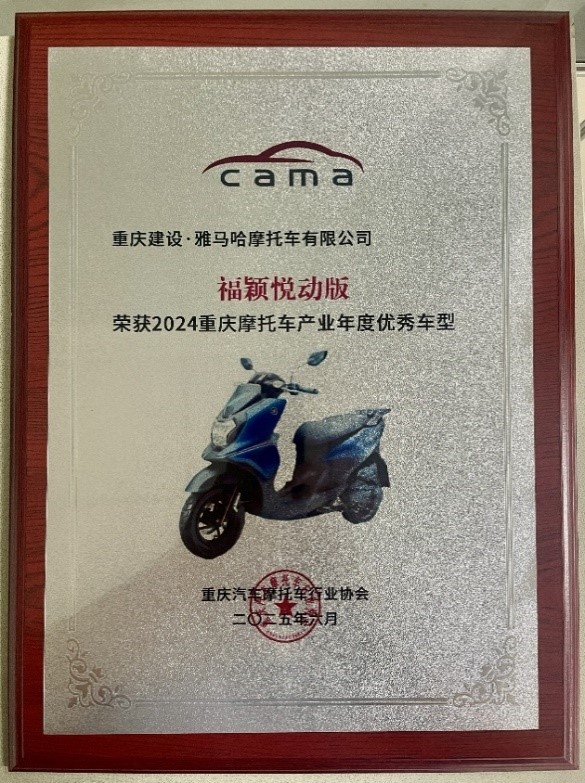 cama
重庆建设·雅马哈摩托车有限公司
福颖悦动版
荣获2024重庆摩托车产业年度优秀车型
重庆汽车摩托车行业协会
二〇二五年六月